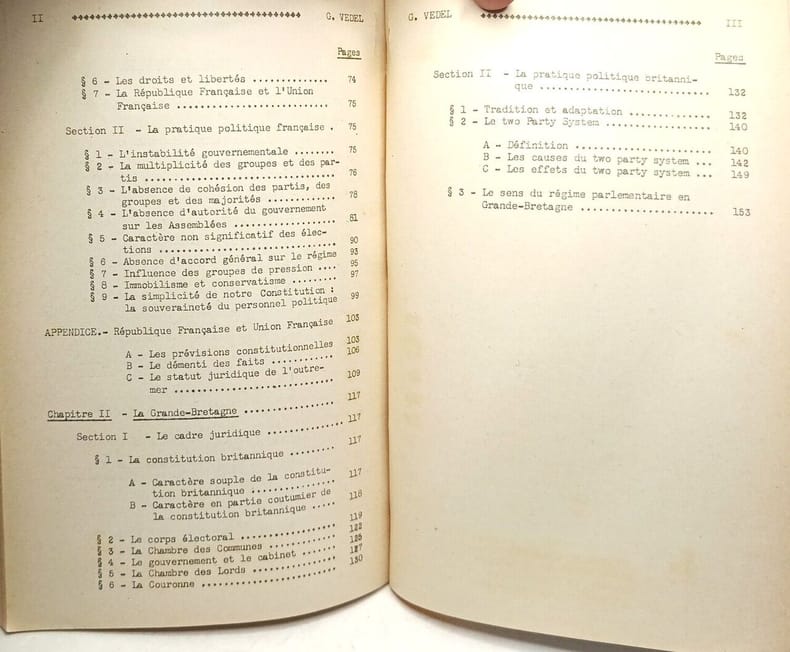 II ************************************** G. VEDEL
Pages
§ 6 - Les droits et libertés ............. 74
§ 7 - La République Française et l'Union
Française .......................... 75
Section II - La pratique politique française . 75
§ 1 - L'instabilité gouvernementale ....... 75
§ 2 - La multiplicité des groupes et des par-
tis ................................ 76
§ 3 - L'absence de cohésion des partis, des
groupes et des majorités ............ 78
§ 4 - L'absence d'autorité du gouvernement
sur les Assemblées .................. 81
§ 5 - Caractère non significatif des élec-
tions .............................. 90
§ 6 - Absence d'accord général sur le régime 93
§ 7 - Influence des groupes de pression .... 95
§ 8 - Immobilisme et conservatisme ........ 97
§ 9 - La simplicité de notre Constitution :
la souveraineté du personnel politique 99
APPENDICE.- République Française et Union Française 103
A - Les prévisions constitutionnelles 103
B - Le démenti des faits ........... 106
C - Le statut juridique de l'outre-
mer ........................... 109
Chapitre II - La Grande-Bretagne ............... 117
Section I - Le cadre juridique ............. 117
§ 1 - La constitution britannique ........ 117
A - Caractère souple de la constitu-
tion britannique .............. 117
B - Caractère en partie coutumier de
la constitution britannique ..... 118
§ 2 - Le corps électoral ................ 119
§ 3 - La Chambre des Communes ............ 122
§ 4 - Le gouvernement et le cabinet ...... 125
§ 5 - La Chambre des Lords .............. 127
§ 6 - La Couronne ....................... 130
G. VEDEL ************************************** III
Pages
Section II - La pratique politique britanni-
que ............................. 132
§ 1 - Tradition et adaptation .............. 132
§ 2 - Le two Party System .................. 140
A - Définition ....................... 140
B - Les causes du two party system ... 142
C - Les effets du two party system ... 149
§ 3 - Le sens du régime parlementaire en
Grande-Bretagne ....................... 153